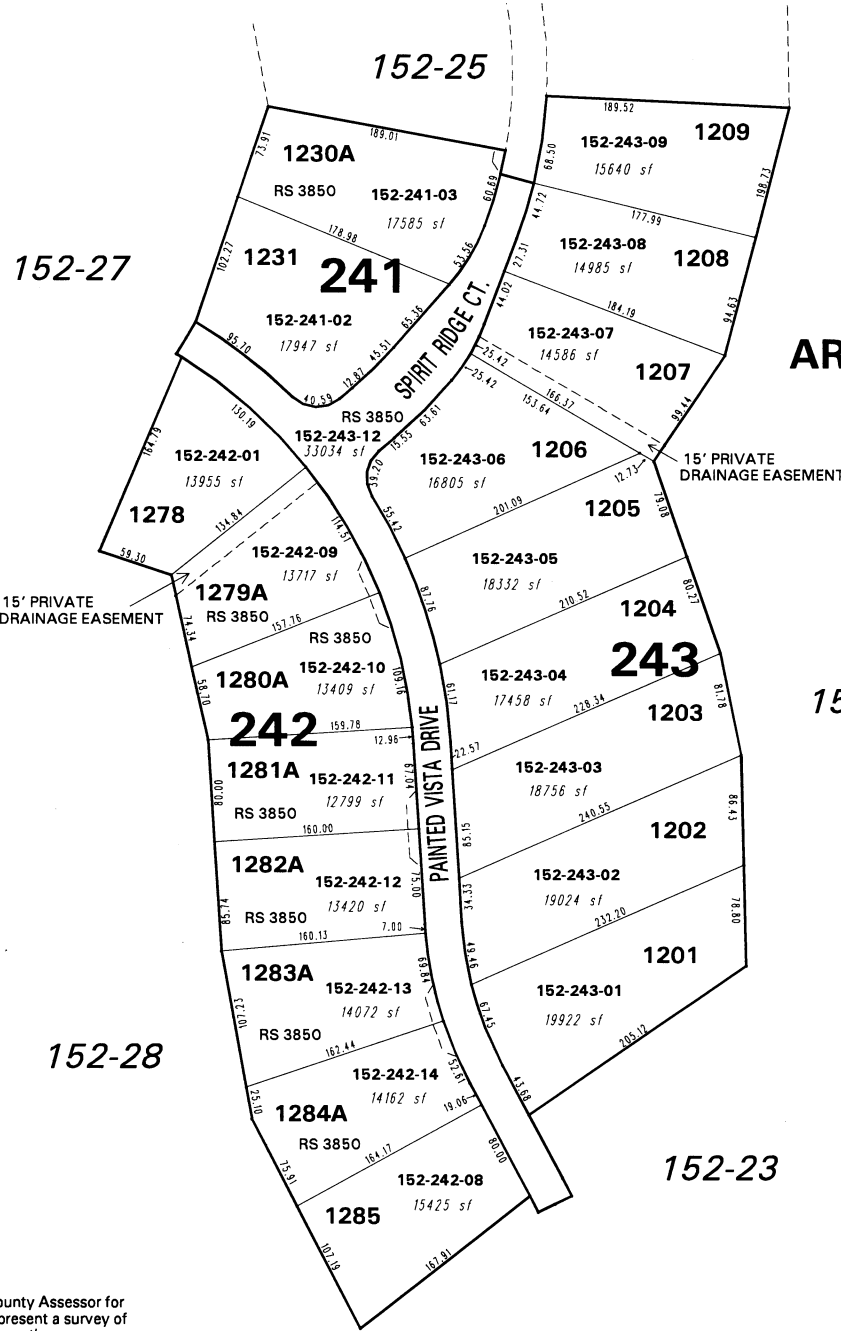 152-25
189.52
1209
152-243-09
15640 sf
68.50
198.73
189.01
73.91
1230A
RS 3850
152-241-03
17585 sf
60.69
178.98
53.56
44.72
177.99
152-243-08
14985 sf
1208
27.31
94.63
152-27
102.27
1231
241
152-241-02
17947 sf
95.70
65.36
45.51
12.87
40.59
SPIRIT RIDGE CT.
44.02
184.19
152-243-07
14586 sf
1207
99.44
AR
25.42
25.42
166.37
153.64
RS 3850
152-243-12
33034 sf
63.61
15.55
39.20
130.19
164.79
152-242-01
13955 sf
1278
134.84
59.30
152-243-06
16805 sf
1206
12.73
15' PRIVATE
DRAINAGE EASEMENT
201.09
55.42
1205
79.08
114.51
152-242-09
13717 sf
1279A
RS 3850
15' PRIVATE
DRAINAGE EASEMENT
74.34
157.76
152-243-05
18332 sf
87.76
210.52
80.27
1204
243
RS 3850
152-242-10
13409 sf
1280A
109.16
58.70
242
159.78
12.96
61.17
152-243-04
17458 sf
228.34
1203
81.78
15
22.57
PAINTED VISTA DRIVE
1281A
152-242-11
12799 sf
67.04
80.00
RS 3850
160.00
152-243-03
18756 sf
85.15
240.55
86.43
1202
1282A
152-242-12
13420 sf
75.00
85.74
RS 3850
7.00
160.13
152-243-02
19024 sf
34.33
232.20
78.80
1201
1283A
152-242-13
14072 sf
69.84
49.46
107.23
RS 3850
162.44
152-243-01
19922 sf
67.45
205.12
152-28
152-242-14
14162 sf
52.61
25.10
1284A
RS 3850
19.06
43.68
164.17
75.91
80.00
152-23
152-242-08
15425 sf
1285
107.19
167.91
ounty Assessor for
present a survey of